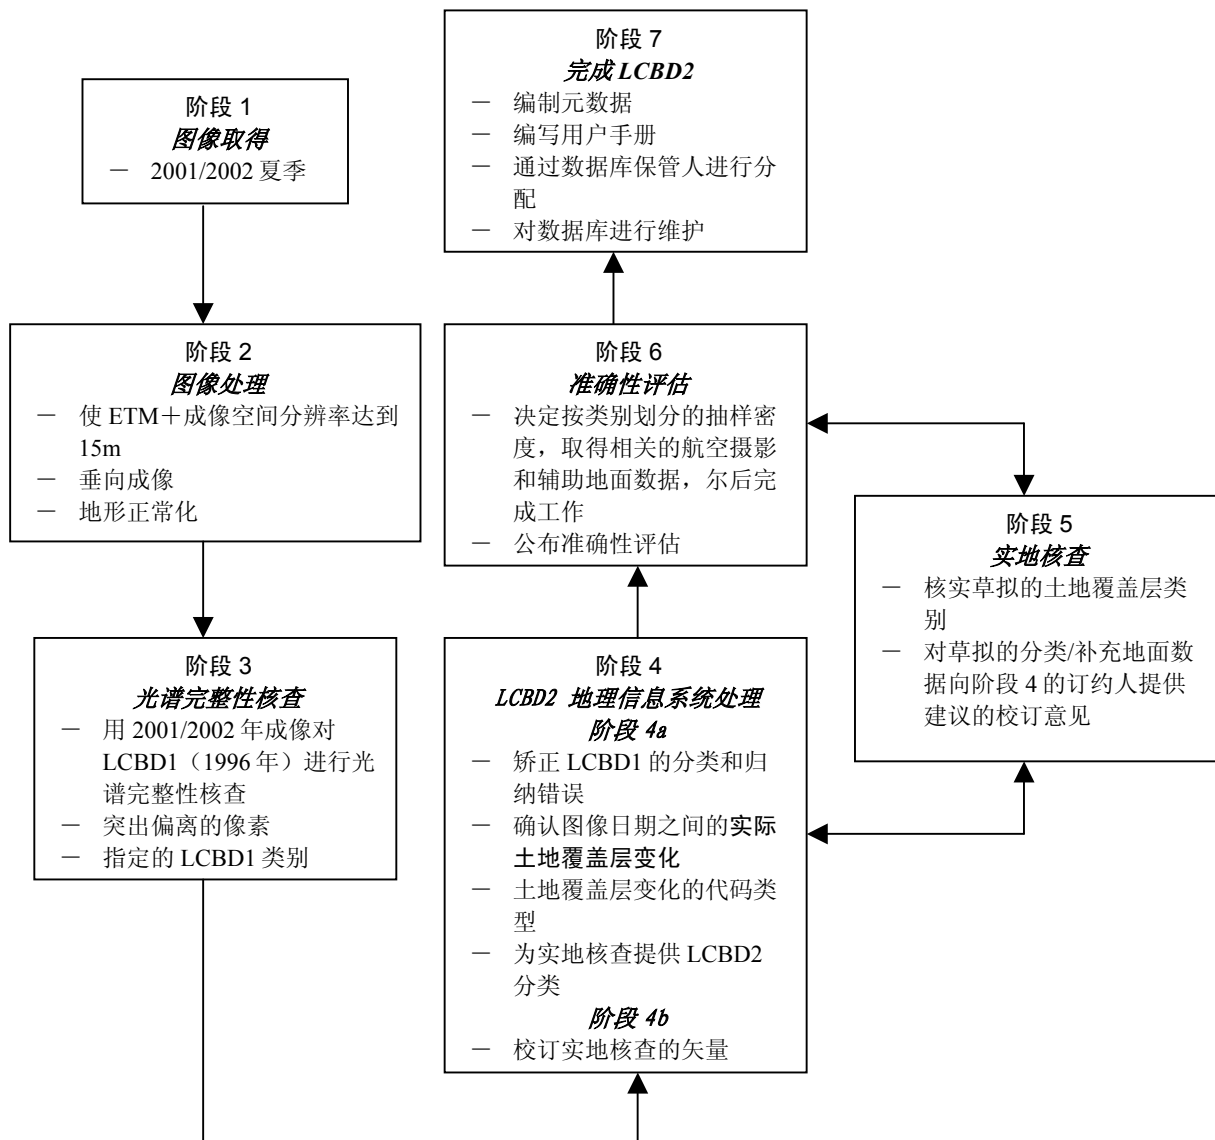 阶段 1
图像取得
－ 2001/2002 夏季
阶段 2
图像处理
－ 使 ETM＋成像空间分辨率达到
15m
－ 垂向成像
－ 地形正常化
阶段 3
光谱完整性核查
－ 用 2001/2002 年成像对
LCBD1（1996 年）进行光
谱完整性核查
－ 突出偏离的像素
－ 指定的 LCBD1 类别
阶段 4
LCBD2 地理信息系统处理
阶段 4a
－ 矫正 LCBD1 的分类和归
纳错误
－ 确认图像日期之间的实际
土地覆盖层变化
－ 土地覆盖层变化的代码类
型
－ 为实地核查提供 LCBD2
分类
阶段 4b
－ 校订实地核查的矢量
阶段 5
实地核查
－ 核实草拟的土地覆盖层类
别
－ 对草拟的分类/补充地面数
据向阶段 4 的订约人提供
建议的校订意见
阶段 6
准确性评估
－ 决定按类别划分的抽样密
度，取得相关的航空摄影
和辅助地面数据，尔后完
成工作
－ 公布准确性评估
阶段 7
完成 LCBD2
－ 编制元数据
－ 编写用户手册
－ 通过数据库保管人进行分
配
－ 对数据库进行维护